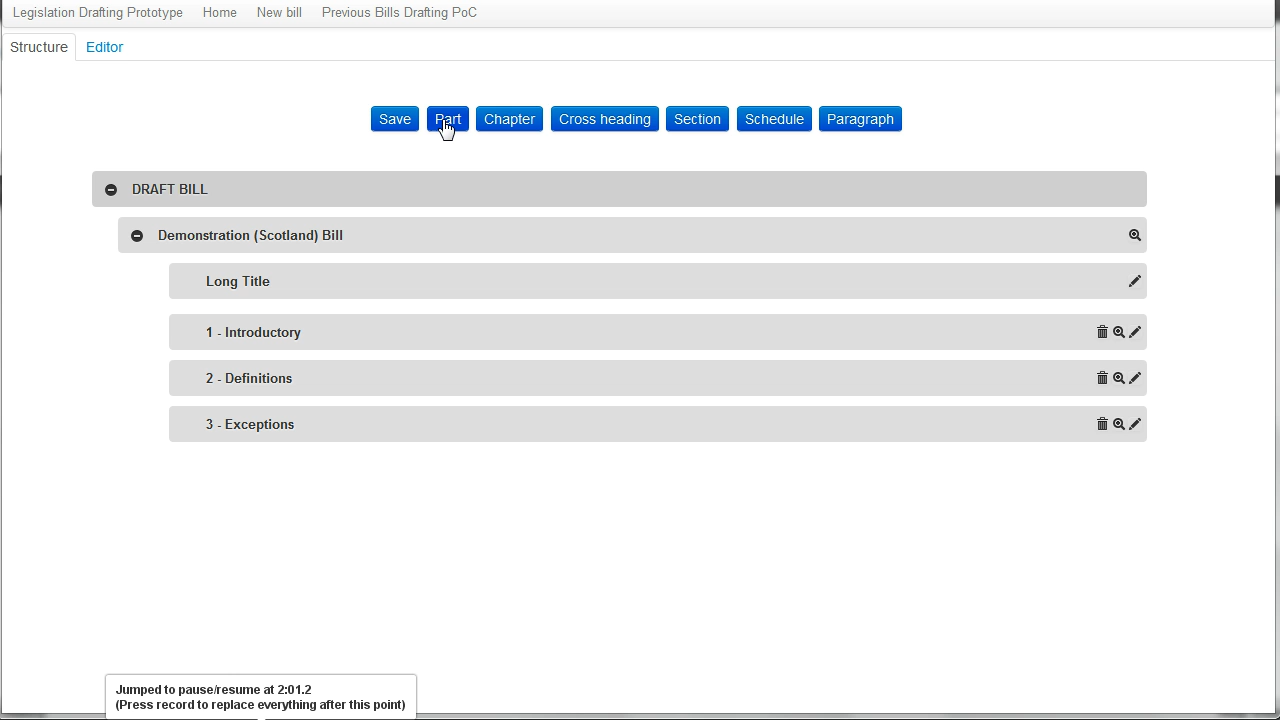 Legislation Drafting Prototype Home New bill Previous Bills Drafting PoC
Structure Editor
Save Part Chapter Cross heading Section Schedule Paragraph
DRAFT BILL
Demonstration (Scotland) Bill
Long Title
1 - Introductory
2 - Definitions
3 - Exceptions
Jumped to pause/resume at 2:01.2
(Press record to replace everything after this point)